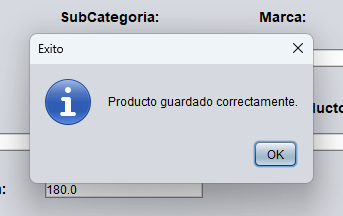 SubCategoria: Marca:
Exito
Producto guardado correctamente.
OK
180.0